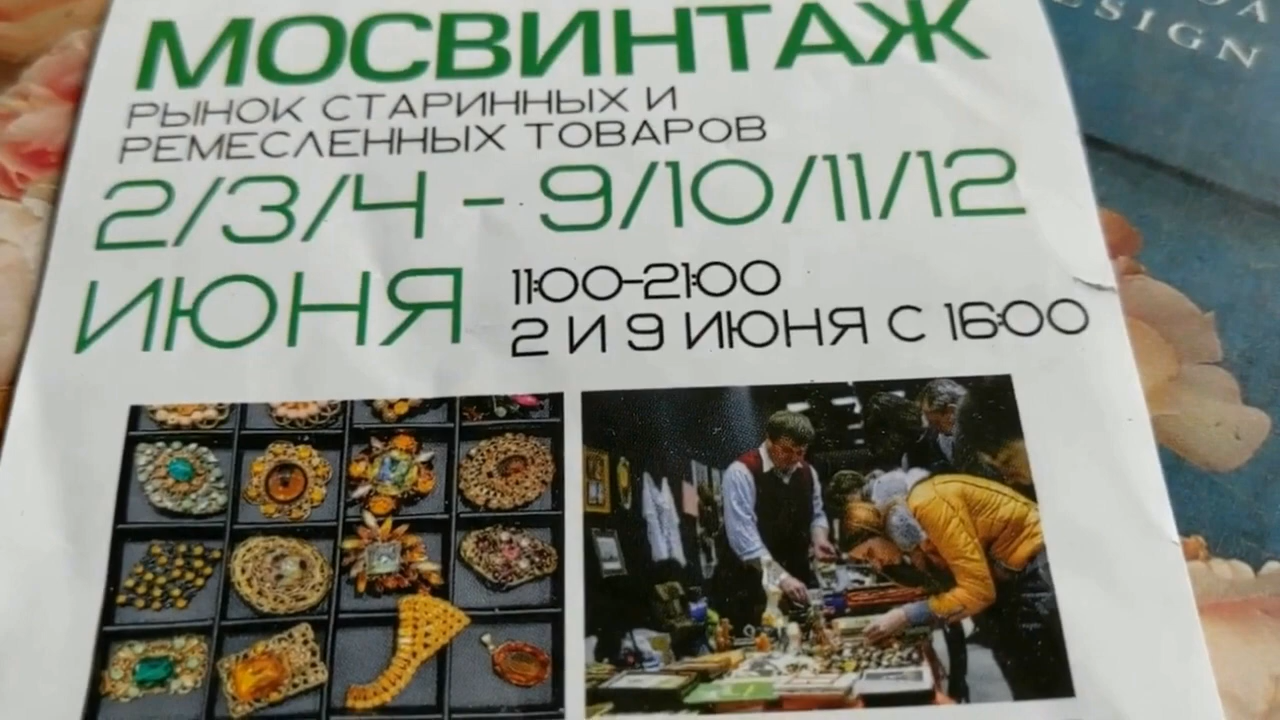 МОСВИНТАЖ
РЫНОК СТАРИННЫХ И
РЕМЕСЛЕННЫХ ТОВАРОВ
2/3/4 - 9/10/11/12
ИЮНЯ
11:00-21:00
2 И 9 ИЮНЯ С 16:00